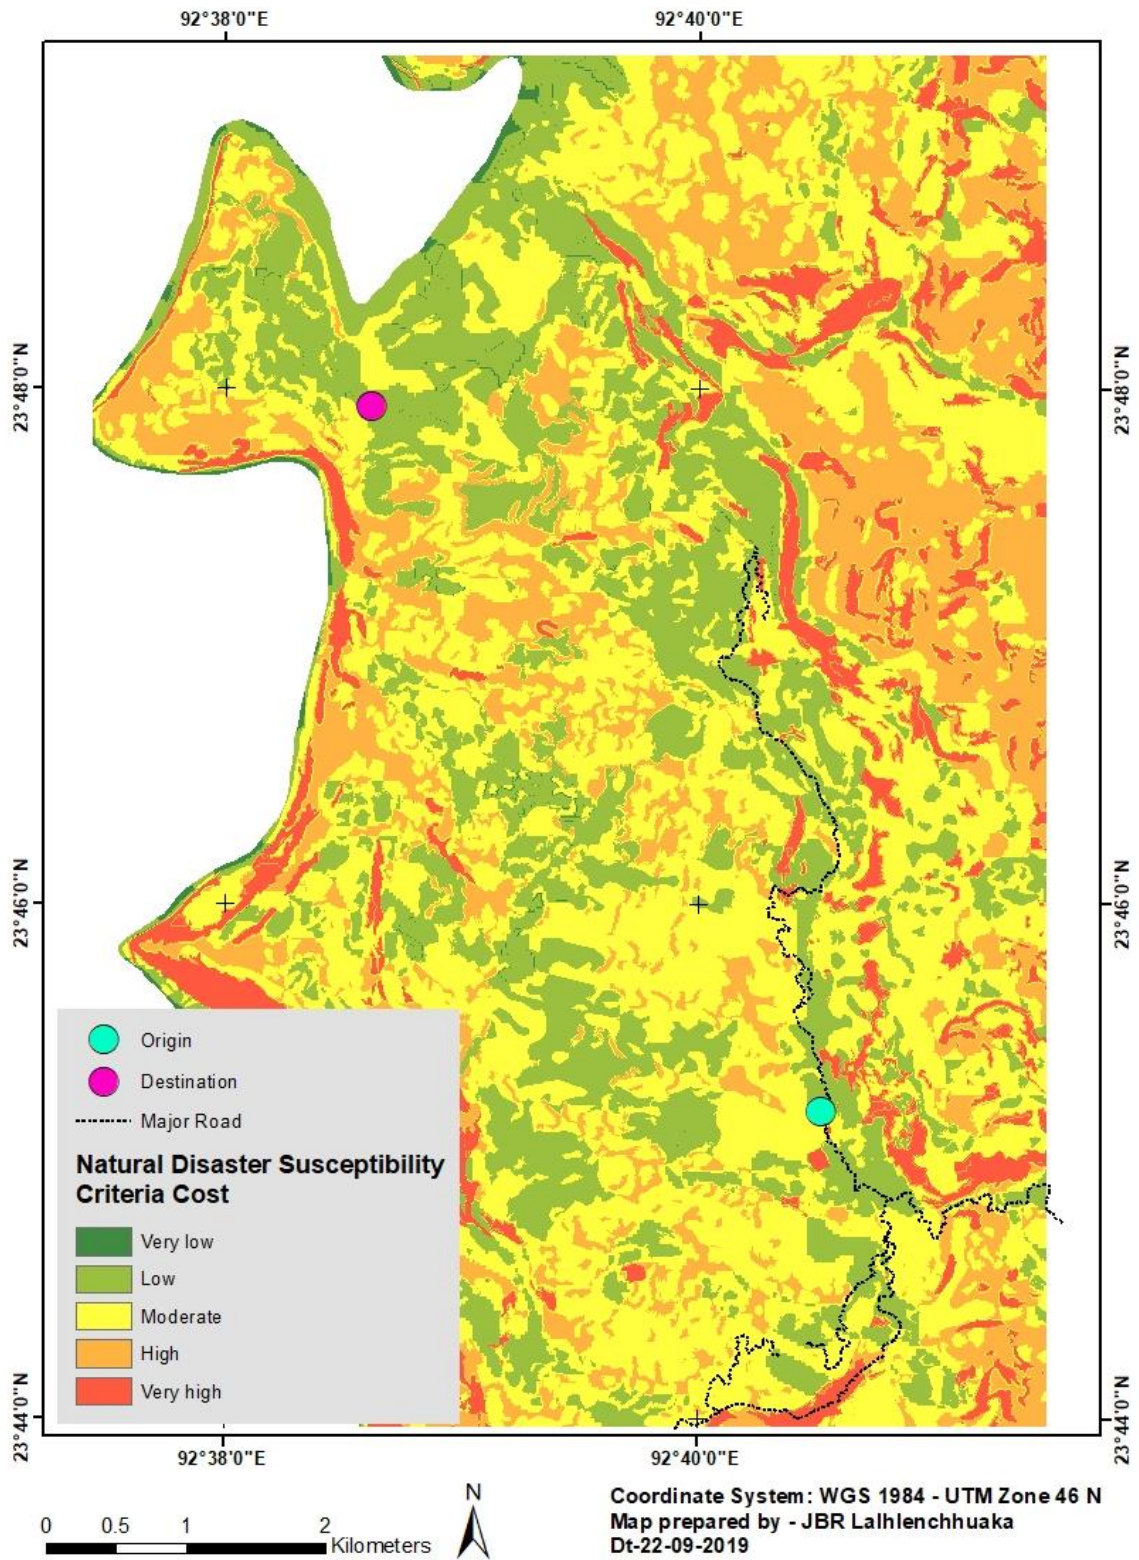 92°38'0"E 92°40'0"E
23°48'0"N 23°48'0"N
23°46'0"N 23°46'0"N
Origin
Destination
Major Road
Natural Disaster Susceptibility
Criteria Cost
Very low
Low
Moderate
High
Very high
23°44'0"N 23°44'0"N
92°38'0"E 92°40'0"E
N
0 0.5 1 2 Kilometers
Coordinate System: WGS 1984 - UTM Zone 46 N
Map prepared by - JBR Lalhlenchhuaka
Dt-22-09-2019